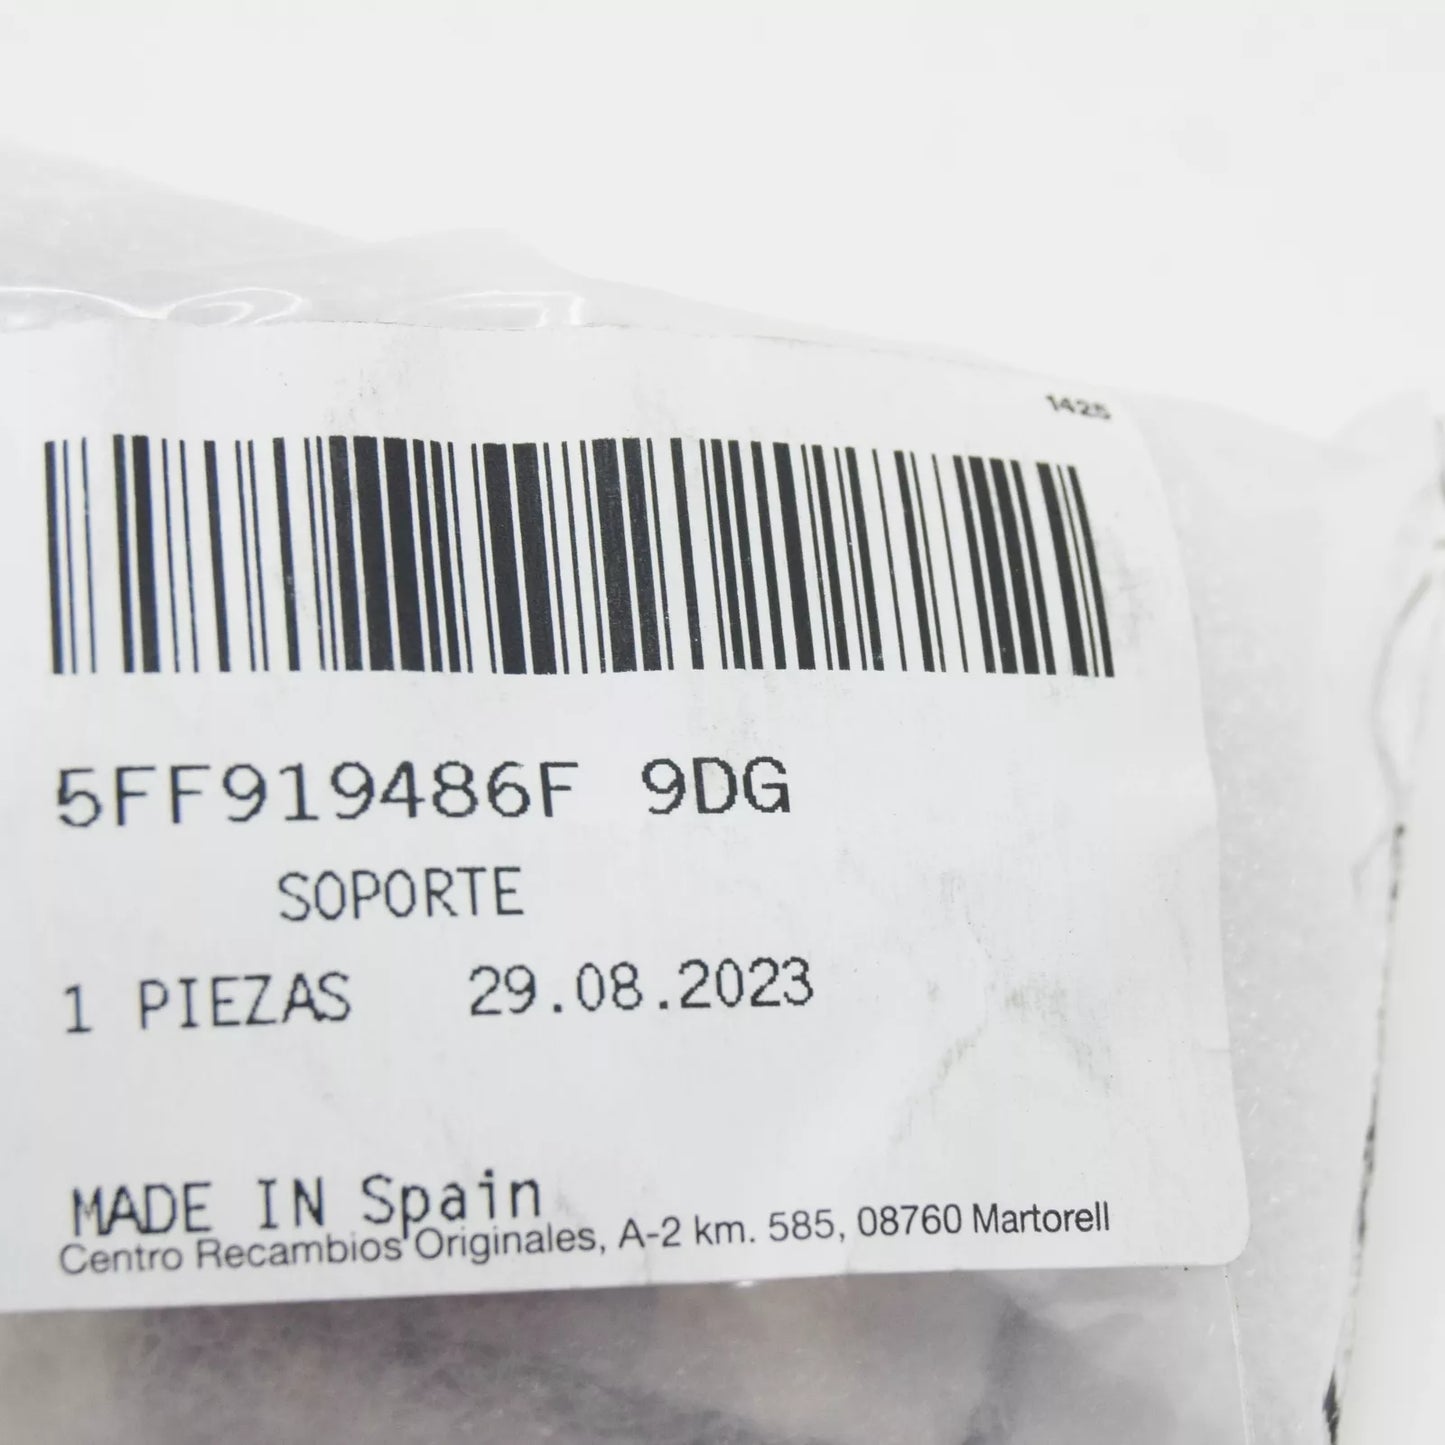 1425
5FF919486F 9DG
SOPORTE
1 PIEZAS 29.08.2023
MADE IN Spain
Centro Recambios Originales, A-2 km. 585, 08760 Martorell